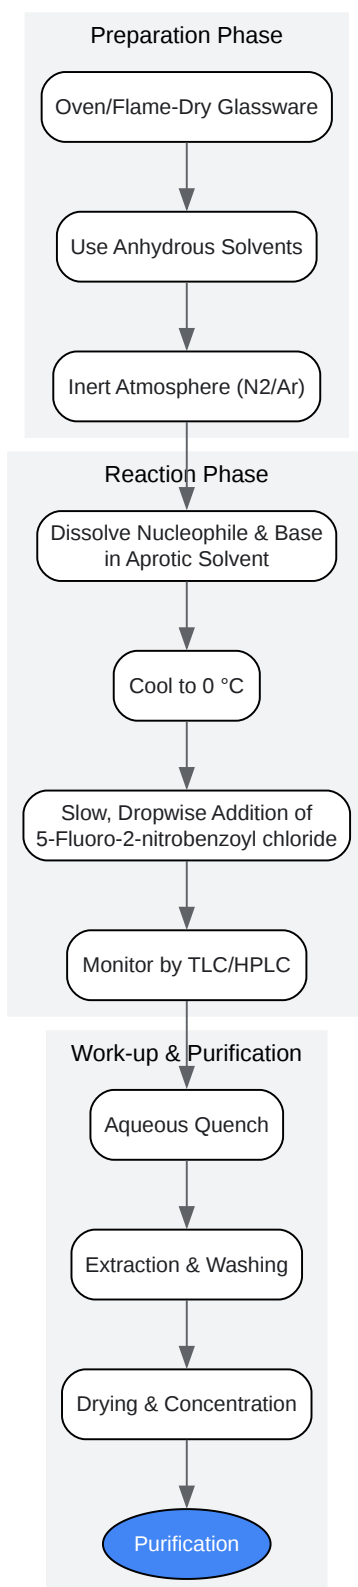 Preparation Phase
Oven/Flame-Dry Glassware
Use Anhydrous Solvents
Inert Atmosphere (N2/Ar)
Reaction Phase
Dissolve Nucleophile & Base
in Aprotic Solvent
Cool to 0 °C
Slow, Dropwise Addition of
5-Fluoro-2-nitrobenzoyl chloride
Monitor by TLC/HPLC
Work-up & Purification
Aqueous Quench
Extraction & Washing
Drying & Concentration
Purification